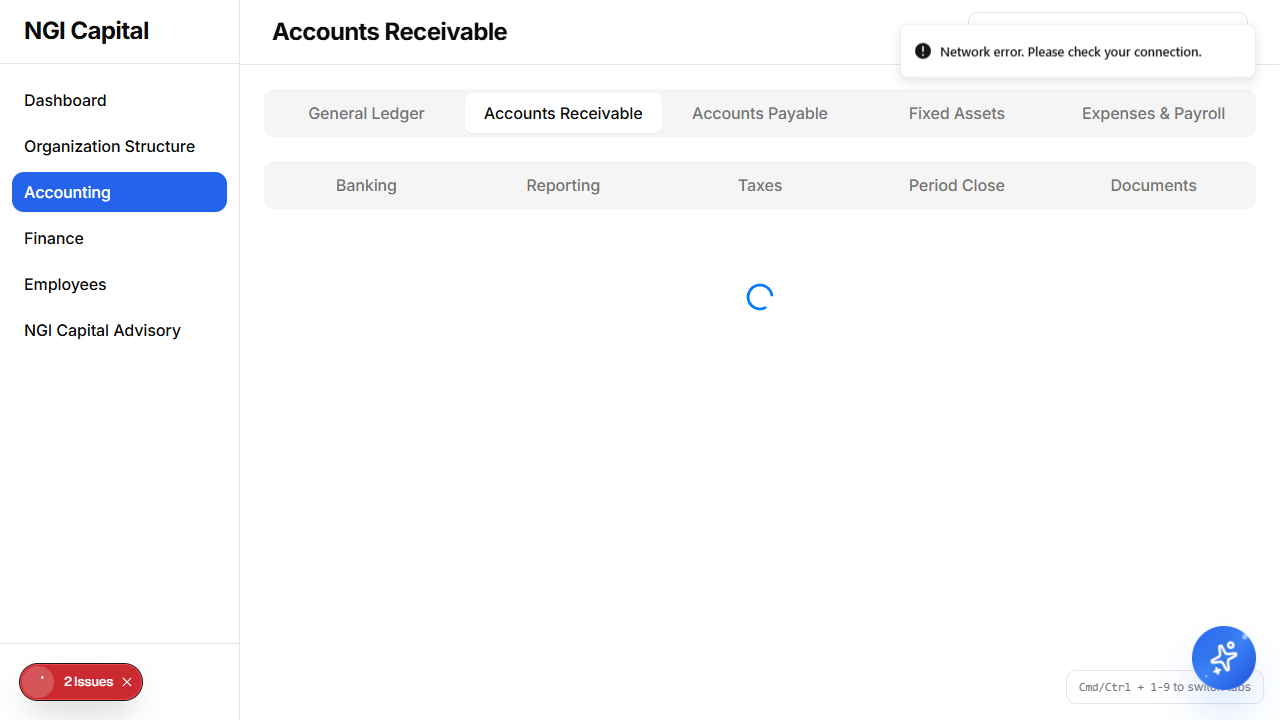 NGI Capital
Accounts Receivable
Network error. Please check your connection.
Dashboard
Organization Structure
Accounting
Finance
Employees
NGI Capital Advisory
General Ledger
Accounts Receivable
Accounts Payable
Fixed Assets
Expenses & Payroll
Banking
Reporting
Taxes
Period Close
Documents
2 Issues
Cmd/Ctrl + 1-9 to switch tabs